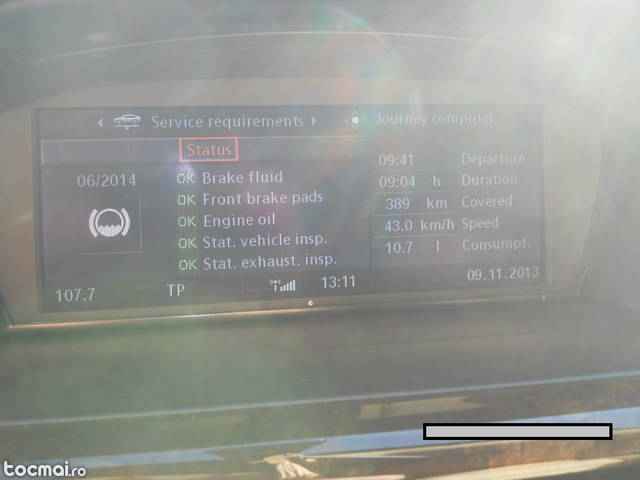 Service requirements
Journey computer
Status
06/2014
OK Brake fluid
OK Front brake pads
OK Engine oil
OK Stat. vehicle insp.
OK Stat. exhaust. insp.
09:41 Departure
09:04 h Duration
389 km Covered
43.0 km/h Speed
10.7 l Consumpt.
09.11.2013
107.7 TP 13:11
tocmai.ro